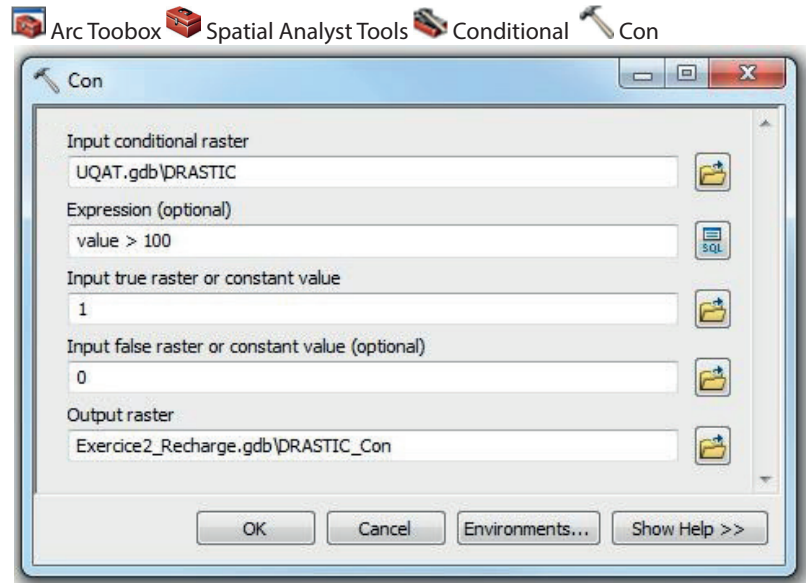 Arc Toobox Spatial Analyst Tools Conditional Con
Con
Input conditional raster
UQAT.gdb\DRASTIC
Expression (optional)
value > 100
SQL
Input true raster or constant value
1
Input false raster or constant value (optional)
0
Output raster
Exercice2_Recharge.gdb\DRASTIC_Con
OK Cancel Environments... Show Help >>